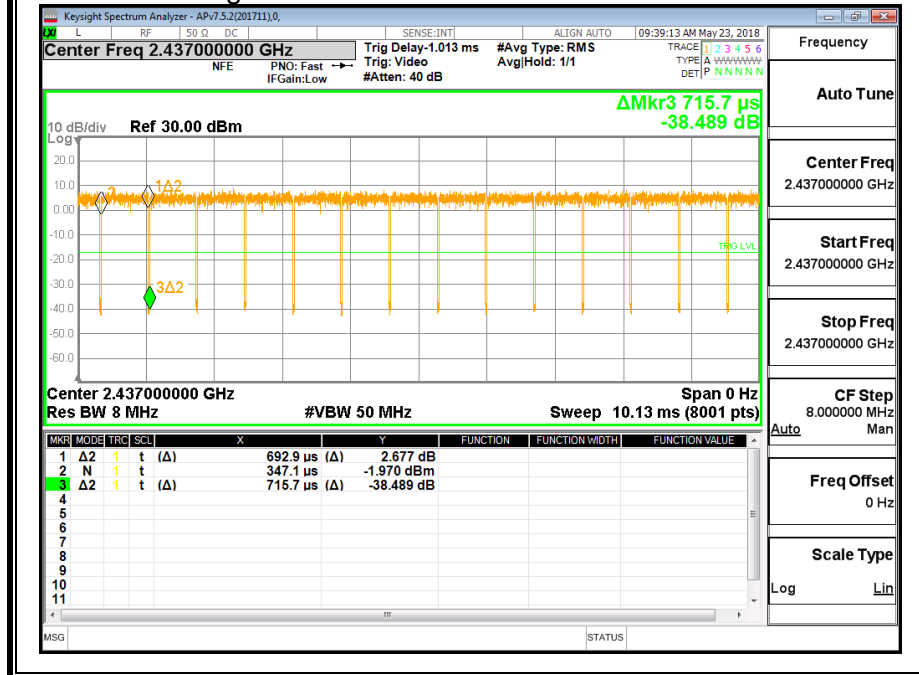 Keysight Spectrum Analyzer - APv7.5.2(201711),0,
LXI L RF 50 Ω DC SENSE:INT ALIGN AUTO 09:39:13 AM May 23, 2018
Center Freq 2.437000000 GHz Trig Delay-1.013 ms #Avg Type: RMS TRACE 1 2 3 4 5 6
NFE PNO: Fast Trig: Video Avg|Hold: 1/1 TYPE A WWWWW
IFGain:Low #Atten: 40 dB DET P N N N N N
ΔMkr3 715.7 µs
-38.489 dB
10 dB/div Ref 30.00 dBm
Log
20.0
10.0
0.00
-10.0
-20.0
-30.0
-40.0
-50.0
-60.0
2
1Δ2
3Δ2
TRIG LVL
Center 2.437000000 GHz Span 0 Hz
Res BW 8 MHz #VBW 50 MHz Sweep 10.13 ms (8001 pts)
MKR MODE TRC SCL X Y FUNCTION FUNCTION WIDTH FUNCTION VALUE
1 Δ2 1 t (Δ) 692.9 µs (Δ) 2.677 dB
2 N 1 t 347.1 µs -1.970 dBm
3 Δ2 1 t (Δ) 715.7 µs (Δ) -38.489 dB
4
5
6
7
8
9
10
11
MSG STATUS
Frequency
Auto Tune
Center Freq
2.437000000 GHz
Start Freq
2.437000000 GHz
Stop Freq
2.437000000 GHz
CF Step
8.000000 MHz
Auto Man
Freq Offset
0 Hz
Scale Type
Log Lin